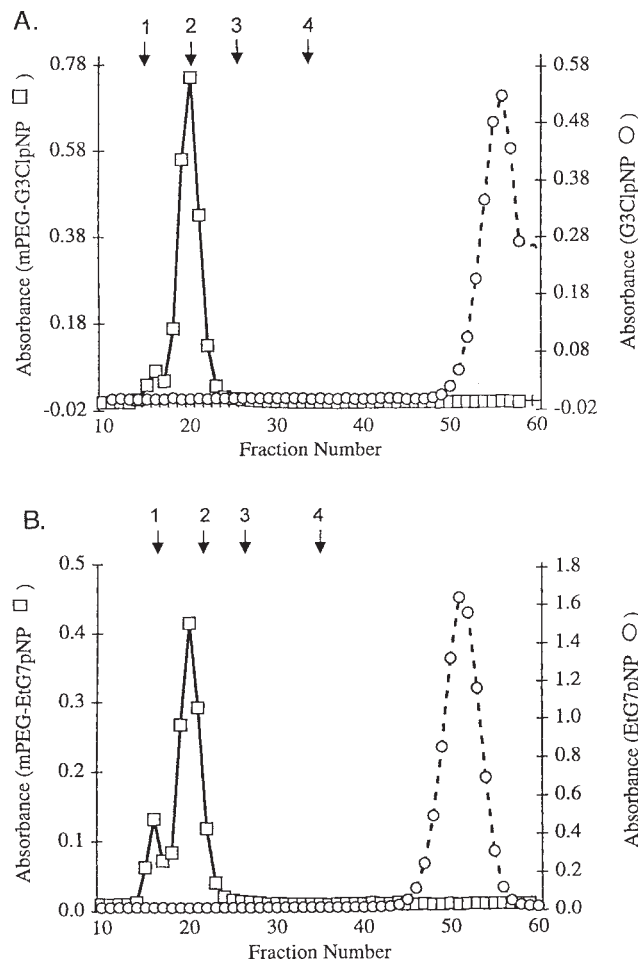 A.
1 2 3 4
0.78 0.58
0.58 0.48
0.38 0.38
0.28
0.18 0.18
0.08
-0.02 -0.02
10 20 30 40 50 60
Fraction Number
Absorbance (mPEG-G3ClpNP □ )
Absorbance (G3ClpNP ○ )
B.
1 2 3 4
0.5 1.8
1.6
0.4 1.4
1.2
0.3 1.0
0.8
0.2 0.6
0.1 0.4
0.2
0.0 0.0
10 20 30 40 50 60
Fraction Number
Absorbance (mPEG-EtG7pNP □ )
Absorbance (EtG7pNP ○ )